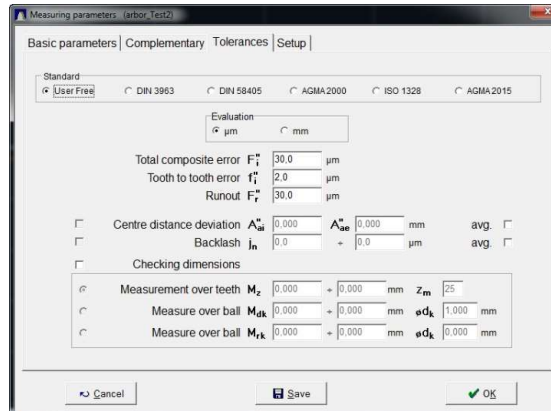 Measuring parameters (arbor_Test2)
Basic parameters Complementary Tolerances Setup
Standard
User Free DIN 3963 DIN 58405 AGMA 2000 ISO 1328 AGMA 2015
Evaluation
µm mm
Total composite error F"i 30,0 µm
Tooth to tooth error f"i 2,0 µm
Runout F"r 30,0 µm
Centre distance deviation A"ai 0,000 A"ae 0,000 mm avg.
Backlash jn 0,0 ÷ 0,0 µm avg.
Checking dimensions
Measurement over teeth Mz 0,000 ÷ 0,000 mm zm 25
Measure over ball Mdk 0,000 ÷ 0,000 mm ødk 1,000 mm
Measure over ball Mrk 0,000 ÷ 0,000 mm ødk 0,000 mm
Cancel Save OK